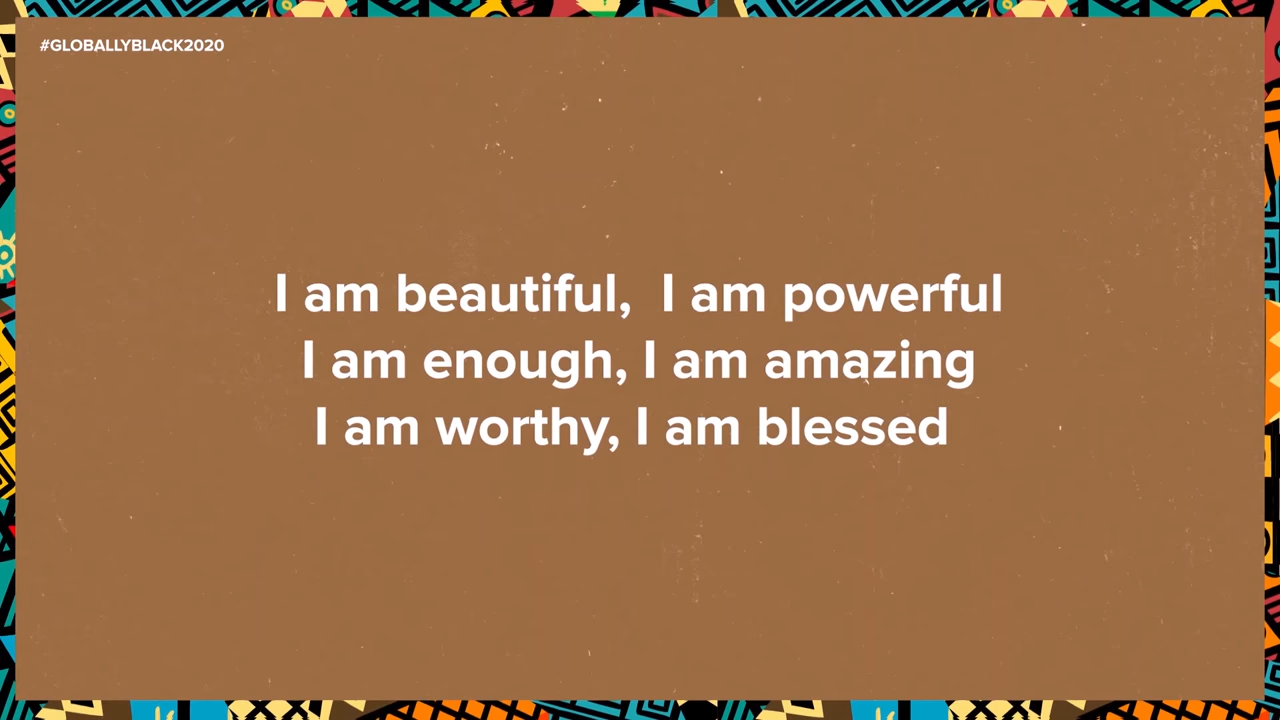 #GLOBALLYBLACK2020
I am beautiful,  I am powerful
I am enough, I am amazing
I am worthy, I am blessed